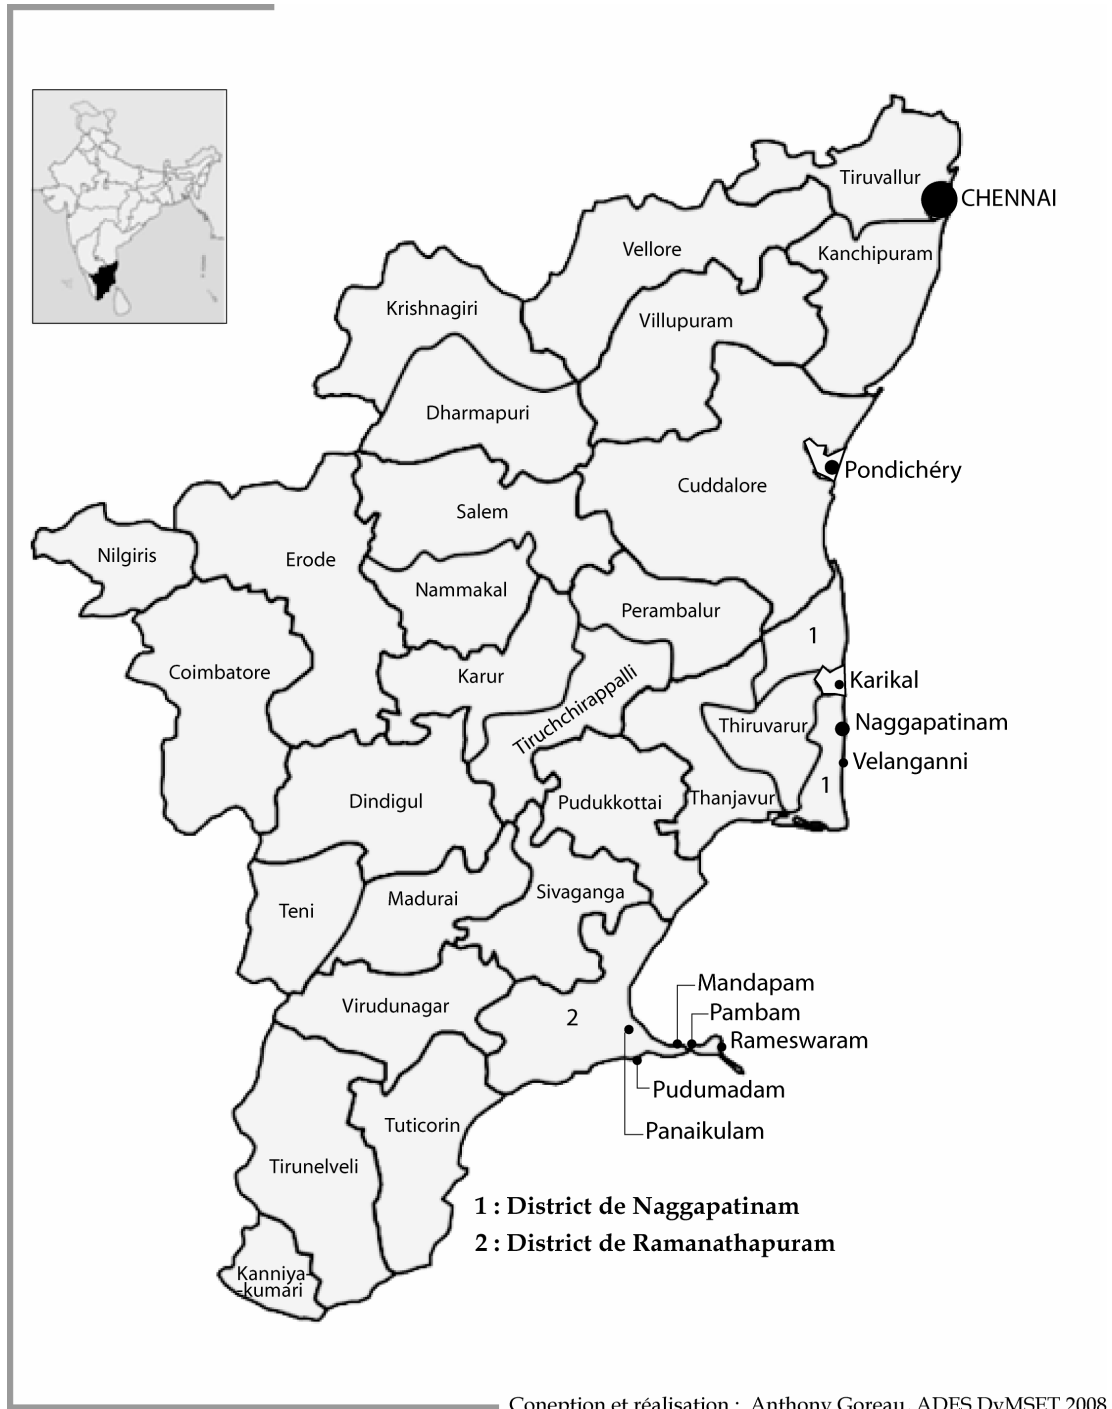 Tiruvallur
CHENNAI
Vellore
Kanchipuram
Krishnagiri
Villupuram
Dharmapuri
Pondichéry
Cuddalore
Salem
Nilgiris
Erode
Nammakal
Perambalur
1
Coimbatore
Karur
Karikal
Tiruchchirappalli
Thiruvarur
Naggapatinam
Velanganni
1
Dindigul
Pudukkottai
Thanjavur
Teni
Madurai
Sivaganga
Mandapam
Virudunagar
2
Pambam
Rameswaram
Pudumadam
Tuticorin
Panaikulam
Tirunelveli
1 : District de Naggapatinam
2 : District de Ramanathapuram
Kanniya-
-kumari
Coneption et réalisation : Anthony Goreau, ADES DyMSET 2008